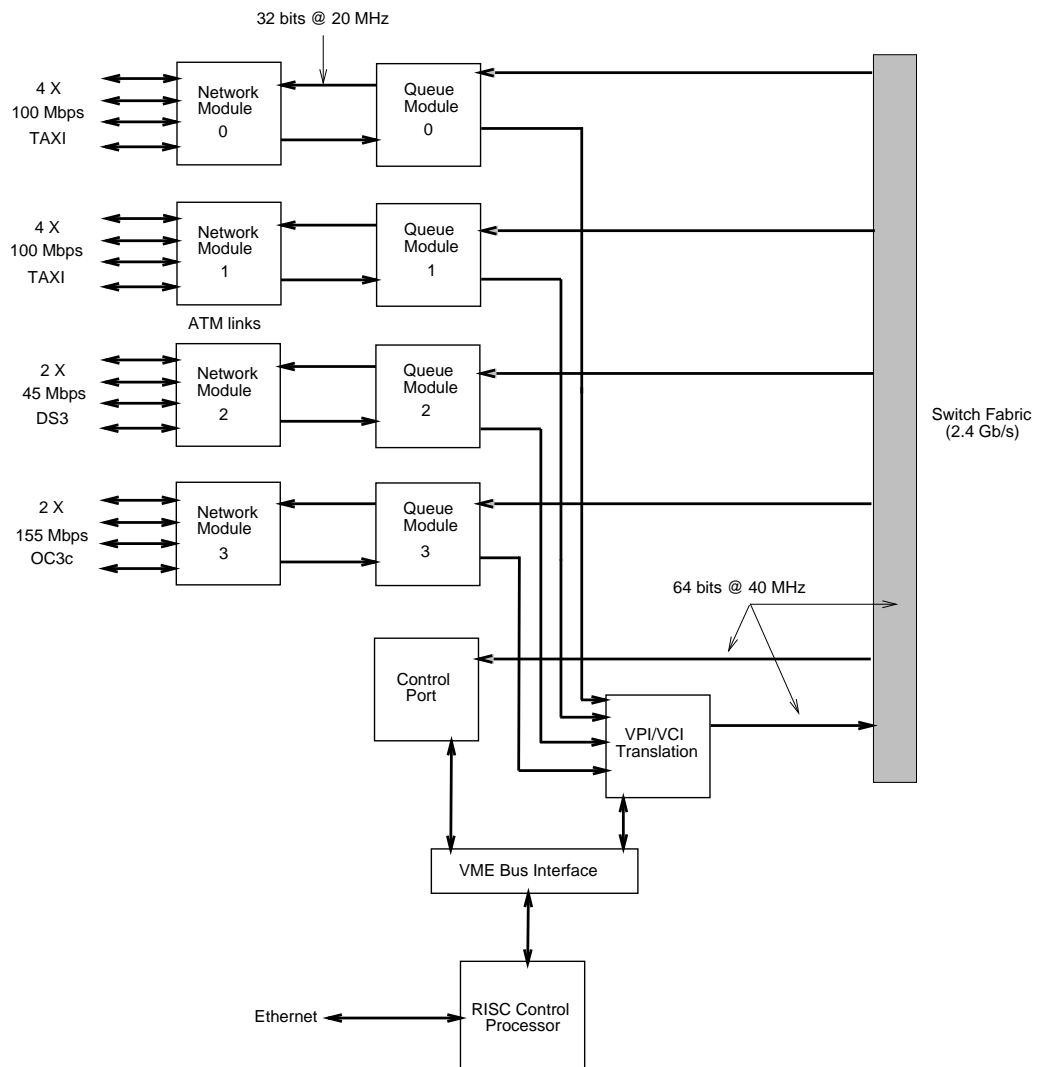 32 bits @ 20 MHz
4 X
100 Mbps
TAXI
Network
Module
0
Queue
Module
0
4 X
100 Mbps
TAXI
Network
Module
1
Queue
Module
1
ATM links
2 X
45 Mbps
DS3
Network
Module
2
Queue
Module
2
Switch Fabric
(2.4 Gb/s)
2 X
155 Mbps
OC3c
Network
Module
3
Queue
Module
3
64 bits @ 40 MHz
Control
Port
VPI/VCI
Translation
VME Bus Interface
Ethernet
RISC Control
Processor